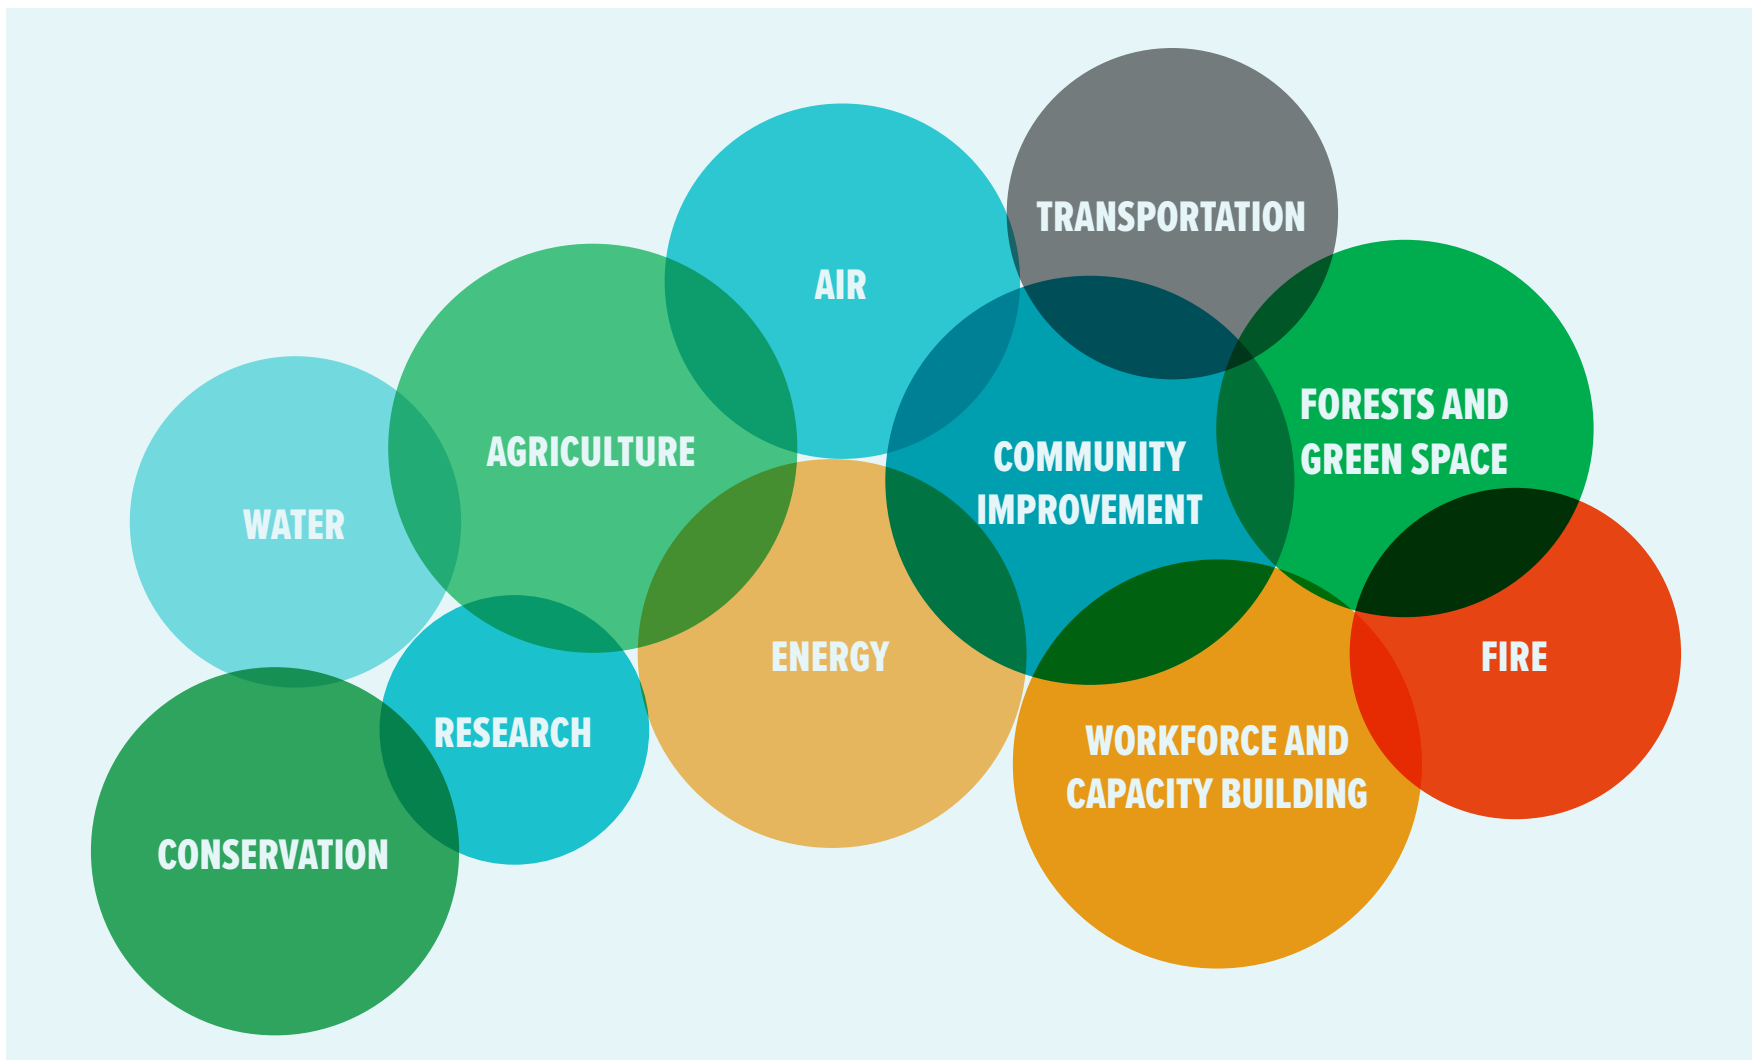 TRANSPORTATION
AIR
FORESTS AND
GREEN SPACE
AGRICULTURE
COMMUNITY
IMPROVEMENT
WATER
ENERGY
FIRE
RESEARCH
WORKFORCE AND
CAPACITY BUILDING
CONSERVATION